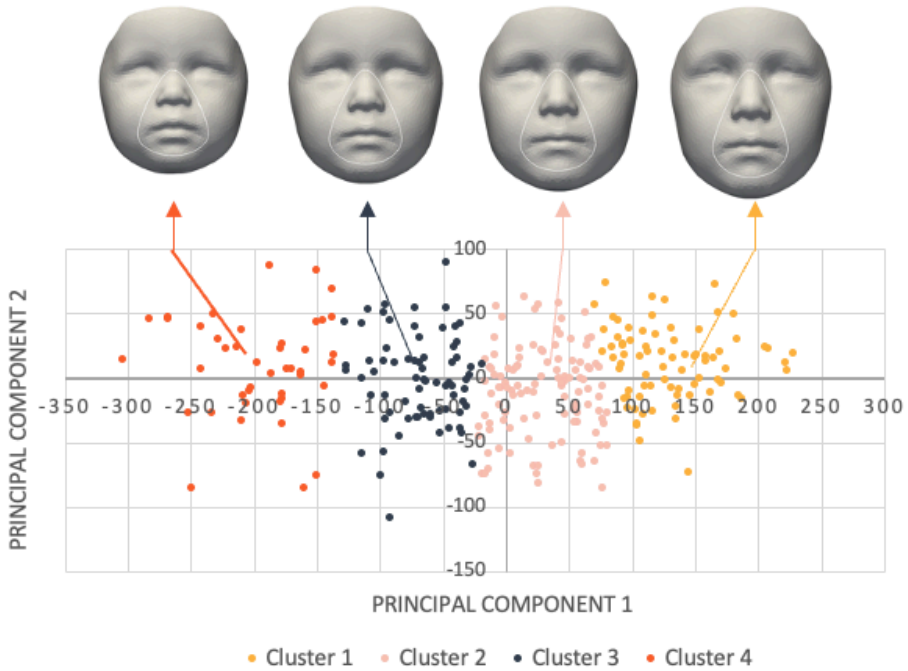 100
50
0
-350 -300 -250 -200 -150 -100 -50 0 50 100 150 200 250 300
-50
-100
-150
PRINCIPAL COMPONENT 2
PRINCIPAL COMPONENT 1
Cluster 1 Cluster 2 Cluster 3 Cluster 4